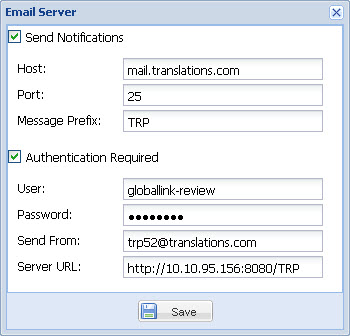 Email Server
Send Notifications
Host: mail.translations.com
Port: 25
Message Prefix: TRP
Authentication Required
User: globallink-review
Password: ●●●●●●●●
Send From: trp52@translations.com
Server URL: http://10.10.95.156:8080/TRP
Save